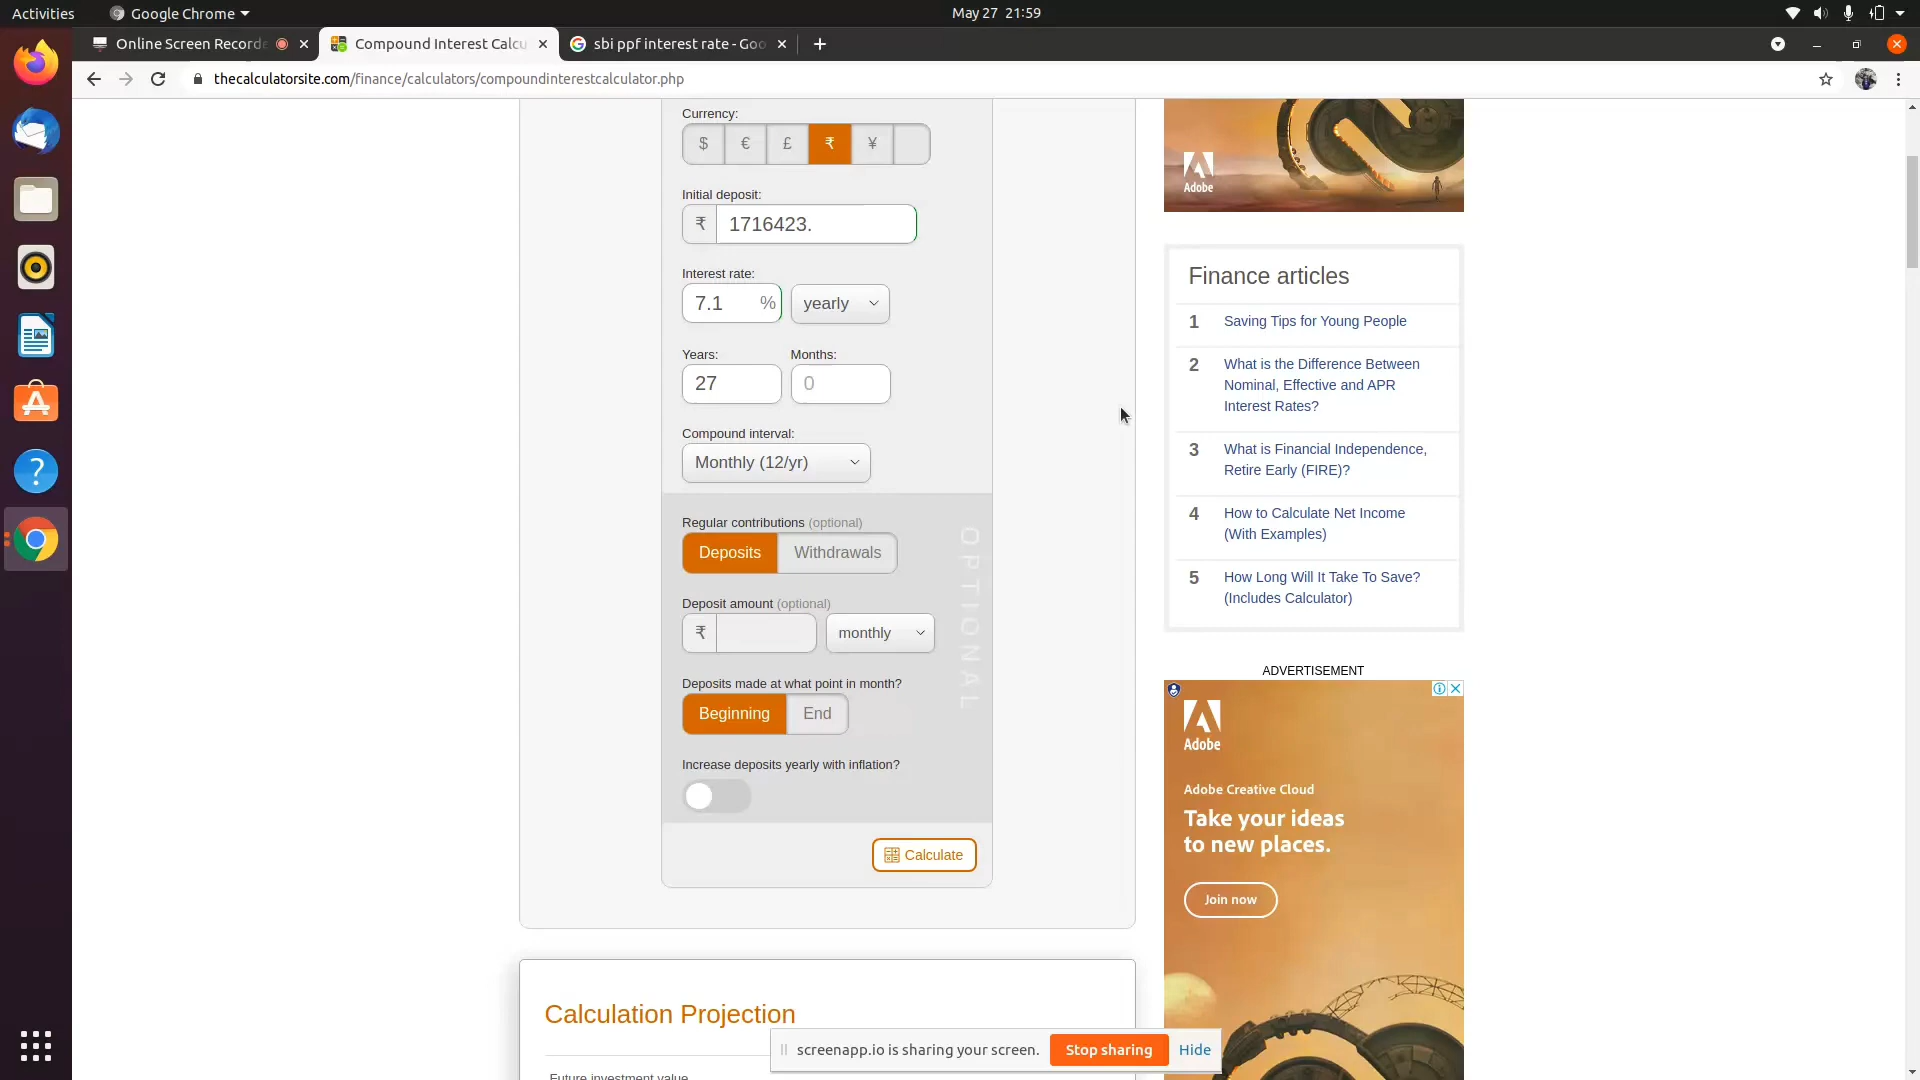 Activities
Google Chrome
May 27 21:59
Online Screen Record
Compound Interest Calcu
sbi ppf interest rate - Goo
thecalculatorsite.com/finance/calculators/compoundinterestcalculator.php
Currency:
$ € £ ₹ ¥
Initial deposit:
₹ 1716423.
Interest rate:
7.1 % yearly
Years: Months:
27 0
Compound interval:
Monthly (12/yr)
Regular contributions (optional)
Deposits Withdrawals
OPTIONAL
Deposit amount (optional)
₹ monthly
Deposits made at what point in month?
Beginning End
Increase deposits yearly with inflation?
Calculate
Calculation Projection
Future investment value
Adobe
Finance articles
1 Saving Tips for Young People
2 What is the Difference Between
Nominal, Effective and APR
Interest Rates?
3 What is Financial Independence,
Retire Early (FIRE)?
4 How to Calculate Net Income
(With Examples)
5 How Long Will It Take To Save?
(Includes Calculator)
ADVERTISEMENT
Adobe
Adobe Creative Cloud
Take your ideas
to new places.
Join now
screenapp.io is sharing your screen. Stop sharing Hide